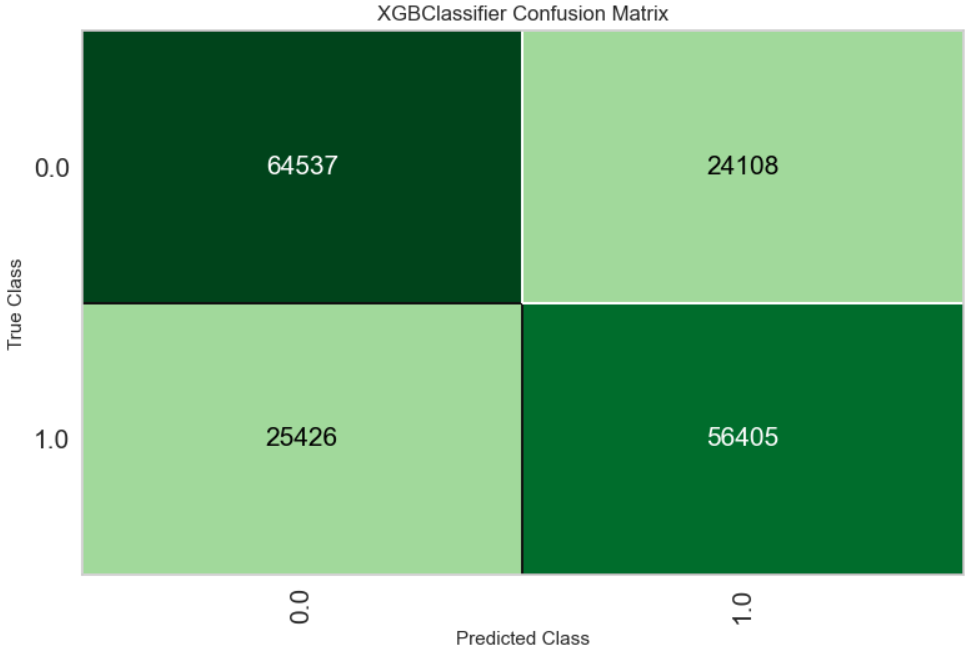 XGBClassifier Confusion Matrix
0.0
64537
24108
True Class
1.0
25426
56405
0.0
1.0
Predicted Class